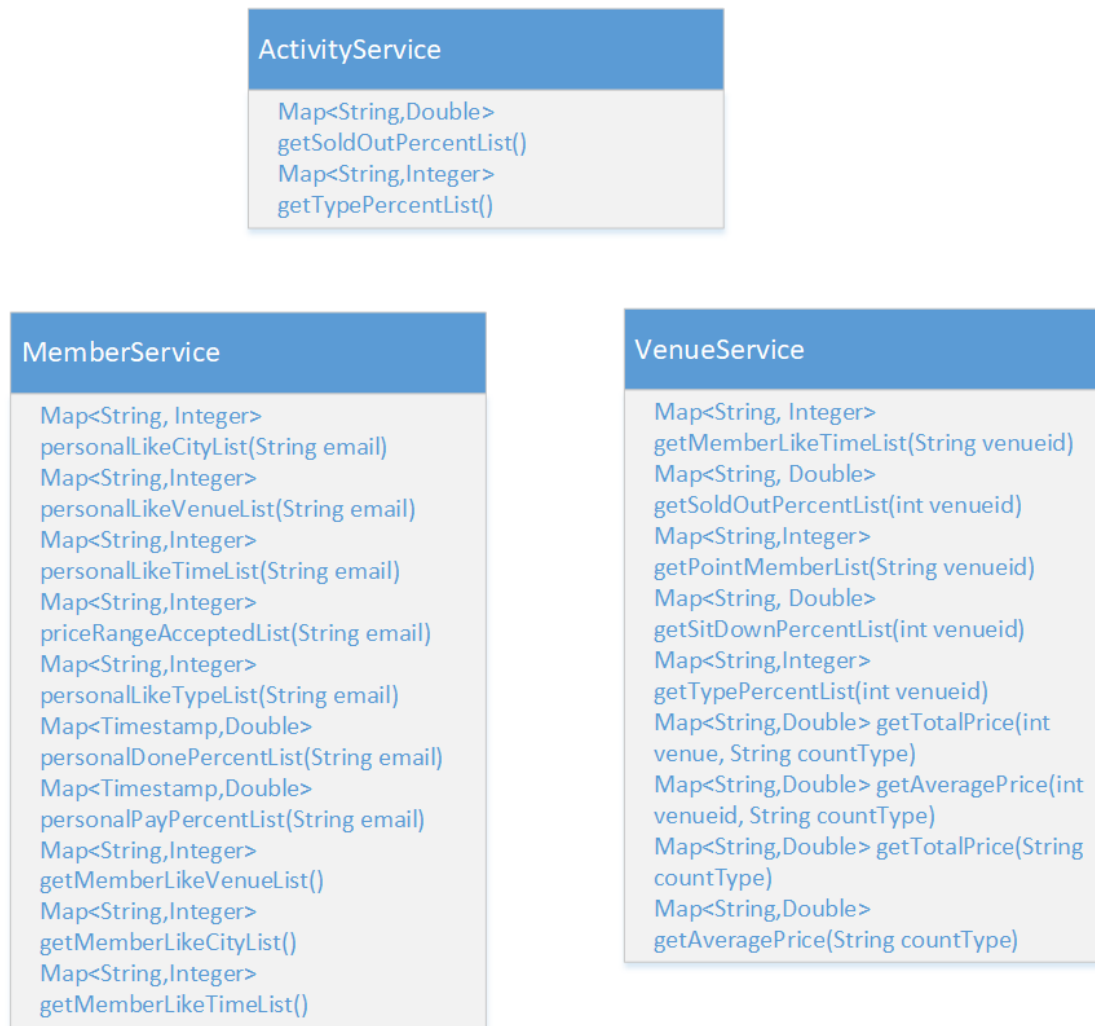 ActivityService
Map<String,Double>
getSoldOutPercentList()
Map<String,Integer>
getTypePercentList()
MemberService
Map<String, Integer>
personalLikeCityList(String email)
Map<String,Integer>
personalLikeVenueList(String email)
Map<String,Integer>
personalLikeTimeList(String email)
Map<String,Integer>
priceRangeAcceptedList(String email)
Map<String,Integer>
personalLikeTypeList(String email)
Map<Timestamp,Double>
personalDonePercentList(String email)
Map<Timestamp,Double>
personalPayPercentList(String email)
Map<String,Integer>
getMemberLikeVenueList()
Map<String,Integer>
getMemberLikeCityList()
Map<String,Integer>
getMemberLikeTimeList()
VenueService
Map<String, Integer>
getMemberLikeTimeList(String venueid)
Map<String, Double>
getSoldOutPercentList(int venueid)
Map<String,Integer>
getPointMemberList(String venueid)
Map<String, Double>
getSitDownPercentList(int venueid)
Map<String,Integer>
getTypePercentList(int venueid)
Map<String,Double> getTotalPrice(int
venue, String countType)
Map<String,Double> getAveragePrice(int
venueid, String countType)
Map<String,Double> getTotalPrice(String
countType)
Map<String,Double>
getAveragePrice(String countType)